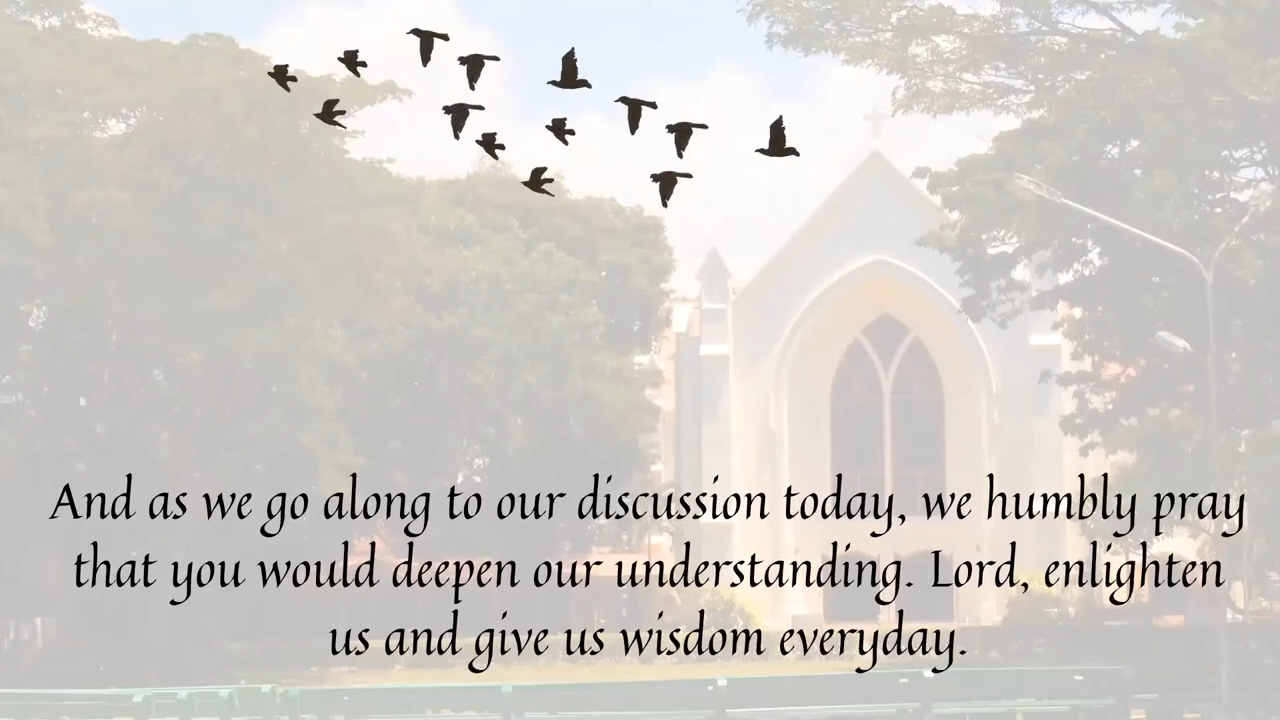 And as we go along to our discussion today, we humbly pray
that you would deepen our understanding. Lord, enlighten
us and give us wisdom everyday.